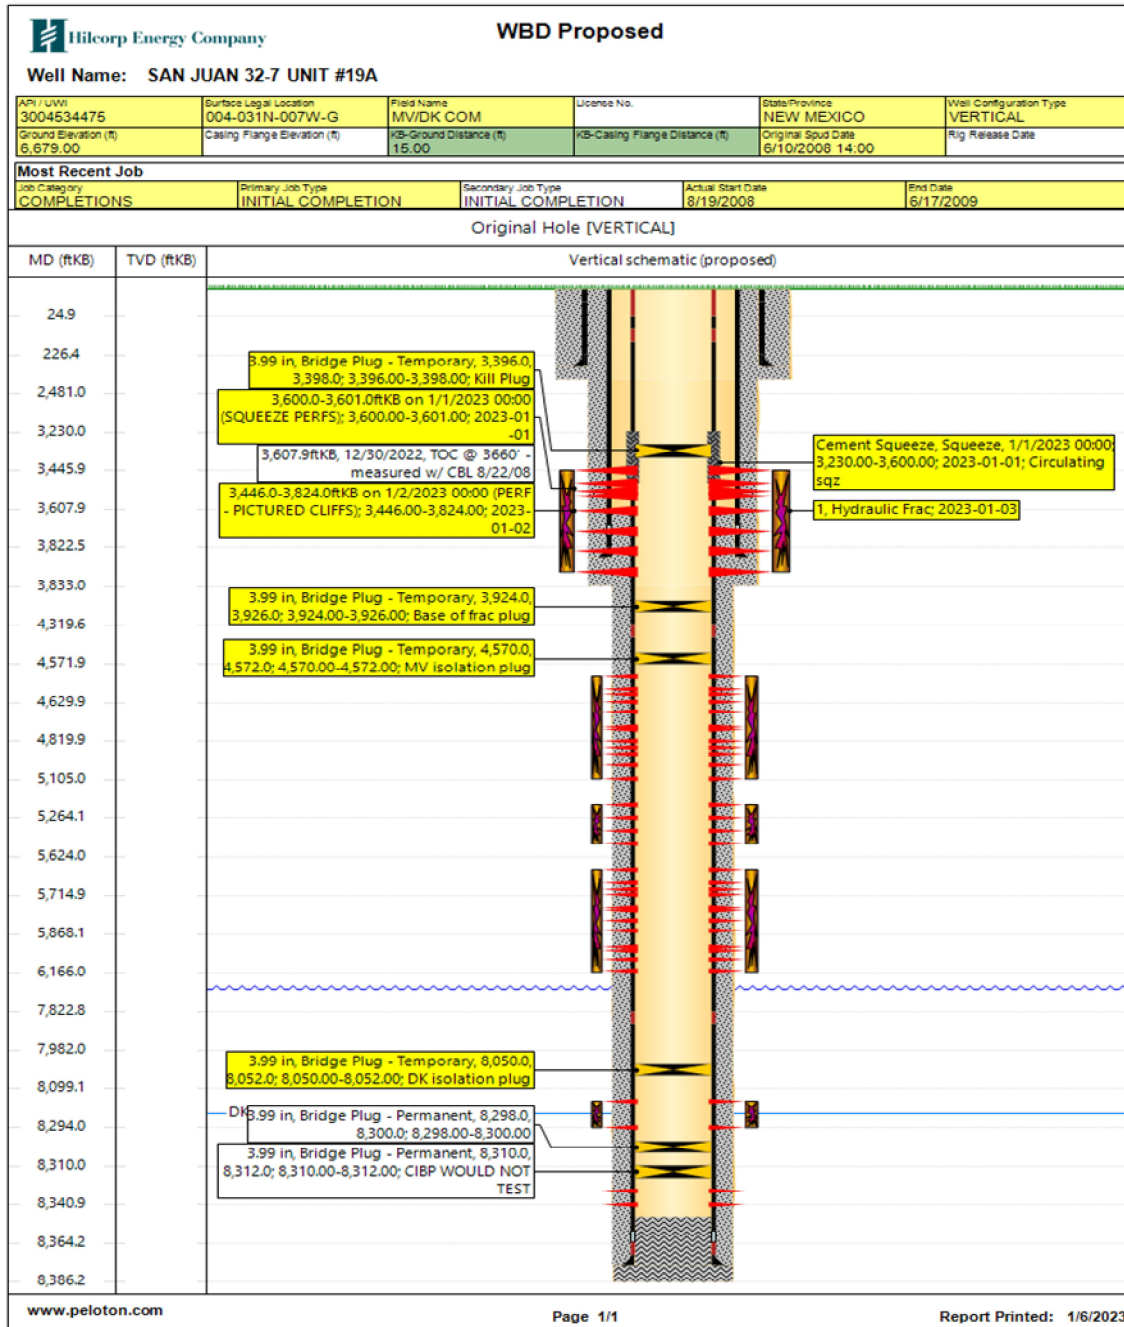 Hilcorp Energy Company
WBD Proposed
Well Name: SAN JUAN 32-7 UNIT #19A
API / UWI
3004534475
Surface Legal Location
004-031N-007W-G
Field Name
MV/DK COM
License No.
State/Province
NEW MEXICO
Well Configuration Type
VERTICAL
Ground Elevation (ft)
6,679.00
Casing Flange Elevation (ft)
KB-Ground Distance (ft)
15.00
KB-Casing Flange Distance (ft)
Original Spud Date
6/10/2008 14:00
Rig Release Date
Most Recent Job
Job Category
COMPLETIONS
Primary Job Type
INITIAL COMPLETION
Secondary Job Type
INITIAL COMPLETION
Actual Start Date
8/19/2008
End Date
6/17/2009
Original Hole [VERTICAL]
MD (ftKB)
TVD (ftKB)
Vertical schematic (proposed)
24.9
226.4
2,481.0
3,230.0
3,445.9
3,607.9
3,822.5
3,833.0
4,319.6
4,571.9
4,629.9
4,819.9
5,105.0
5,264.1
5,624.0
5,714.9
5,868.1
6,166.0
7,822.8
7,982.0
8,099.1
8,294.0
8,310.0
8,340.9
8,364.2
8,386.2
3.99 in, Bridge Plug - Temporary, 3,396.0,
3,398.0; 3,396.00-3,398.00; Kill Plug
3,600.0-3,601.0ftKB on 1/1/2023 00:00
(SQUEEZE PERFS); 3,600.00-3,601.00; 2023-01
-01
3,607.9ftKB, 12/30/2022, TOC @ 3660' -
measured w/ CBL 8/22/08
3,446.0-3,824.0ftKB on 1/2/2023 00:00 (PERF
- PICTURED CLIFFS); 3,446.00-3,824.00; 2023-
01-02
Cement Squeeze, Squeeze, 1/1/2023 00:00;
3,230.00-3,600.00; 2023-01-01; Circulating
sqz
1, Hydraulic Frac; 2023-01-03
3.99 in, Bridge Plug - Temporary, 3,924.0,
3,926.0; 3,924.00-3,926.00; Base of frac plug
3.99 in, Bridge Plug - Temporary, 4,570.0,
4,572.0; 4,570.00-4,572.00; MV isolation plug
3.99 in, Bridge Plug - Temporary, 8,050.0,
8,052.0; 8,050.00-8,052.00; DK isolation plug
DK
3.99 in, Bridge Plug - Permanent, 8,298.0,
8,300.0; 8,298.00-8,300.00
3.99 in, Bridge Plug - Permanent, 8,310.0,
8,312.0; 8,310.00-8,312.00; CIBP WOULD NOT
TEST
www.peloton.com
Page 1/1
Report Printed: 1/6/2023